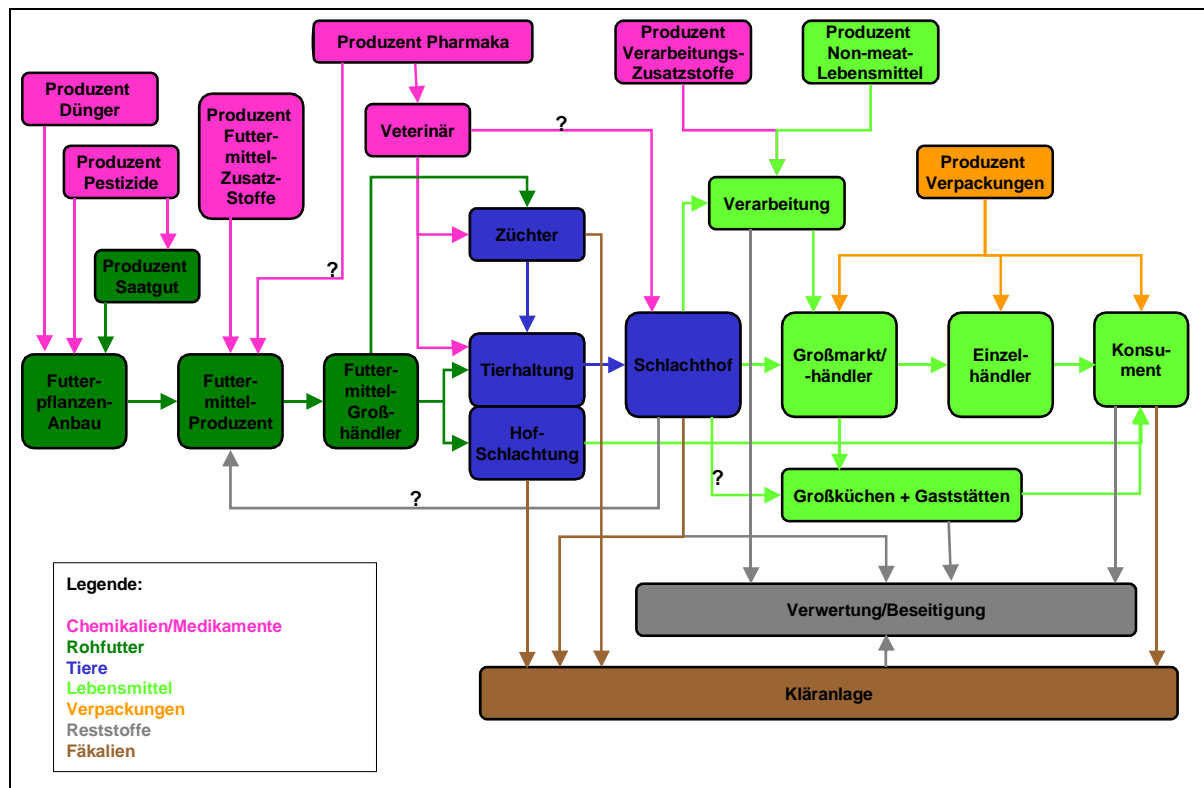 Produzent Pharmaka
Produzent
Verarbeitungs-
Zusatzstoffe
Produzent
Non-meat-
Lebensmittel
Produzent
Dünger
Produzent
Futter-
mittel-
Zusatz-
Stoffe
Veterinär
?
Produzent
Pestizide
Produzent
Verpackungen
Verarbeitung
Züchter
Produzent
Saatgut
?
Futter-
pflanzen-
Anbau
Futter-
Mittel-
Produzent
Futter-
mittel-
Groß-
händler
Tierhaltung
Hof-
Schlachtung
Schlachthof
Großmarkt/
-händler
Einzel-
händler
Konsu-
ment
?
?
Großküchen + Gaststätten
Legende:
Chemikalien/Medikamente
Rohfutter
Tiere
Lebensmittel
Verpackungen
Reststoffe
Fäkalien
Verwertung/Beseitigung
Kläranlage